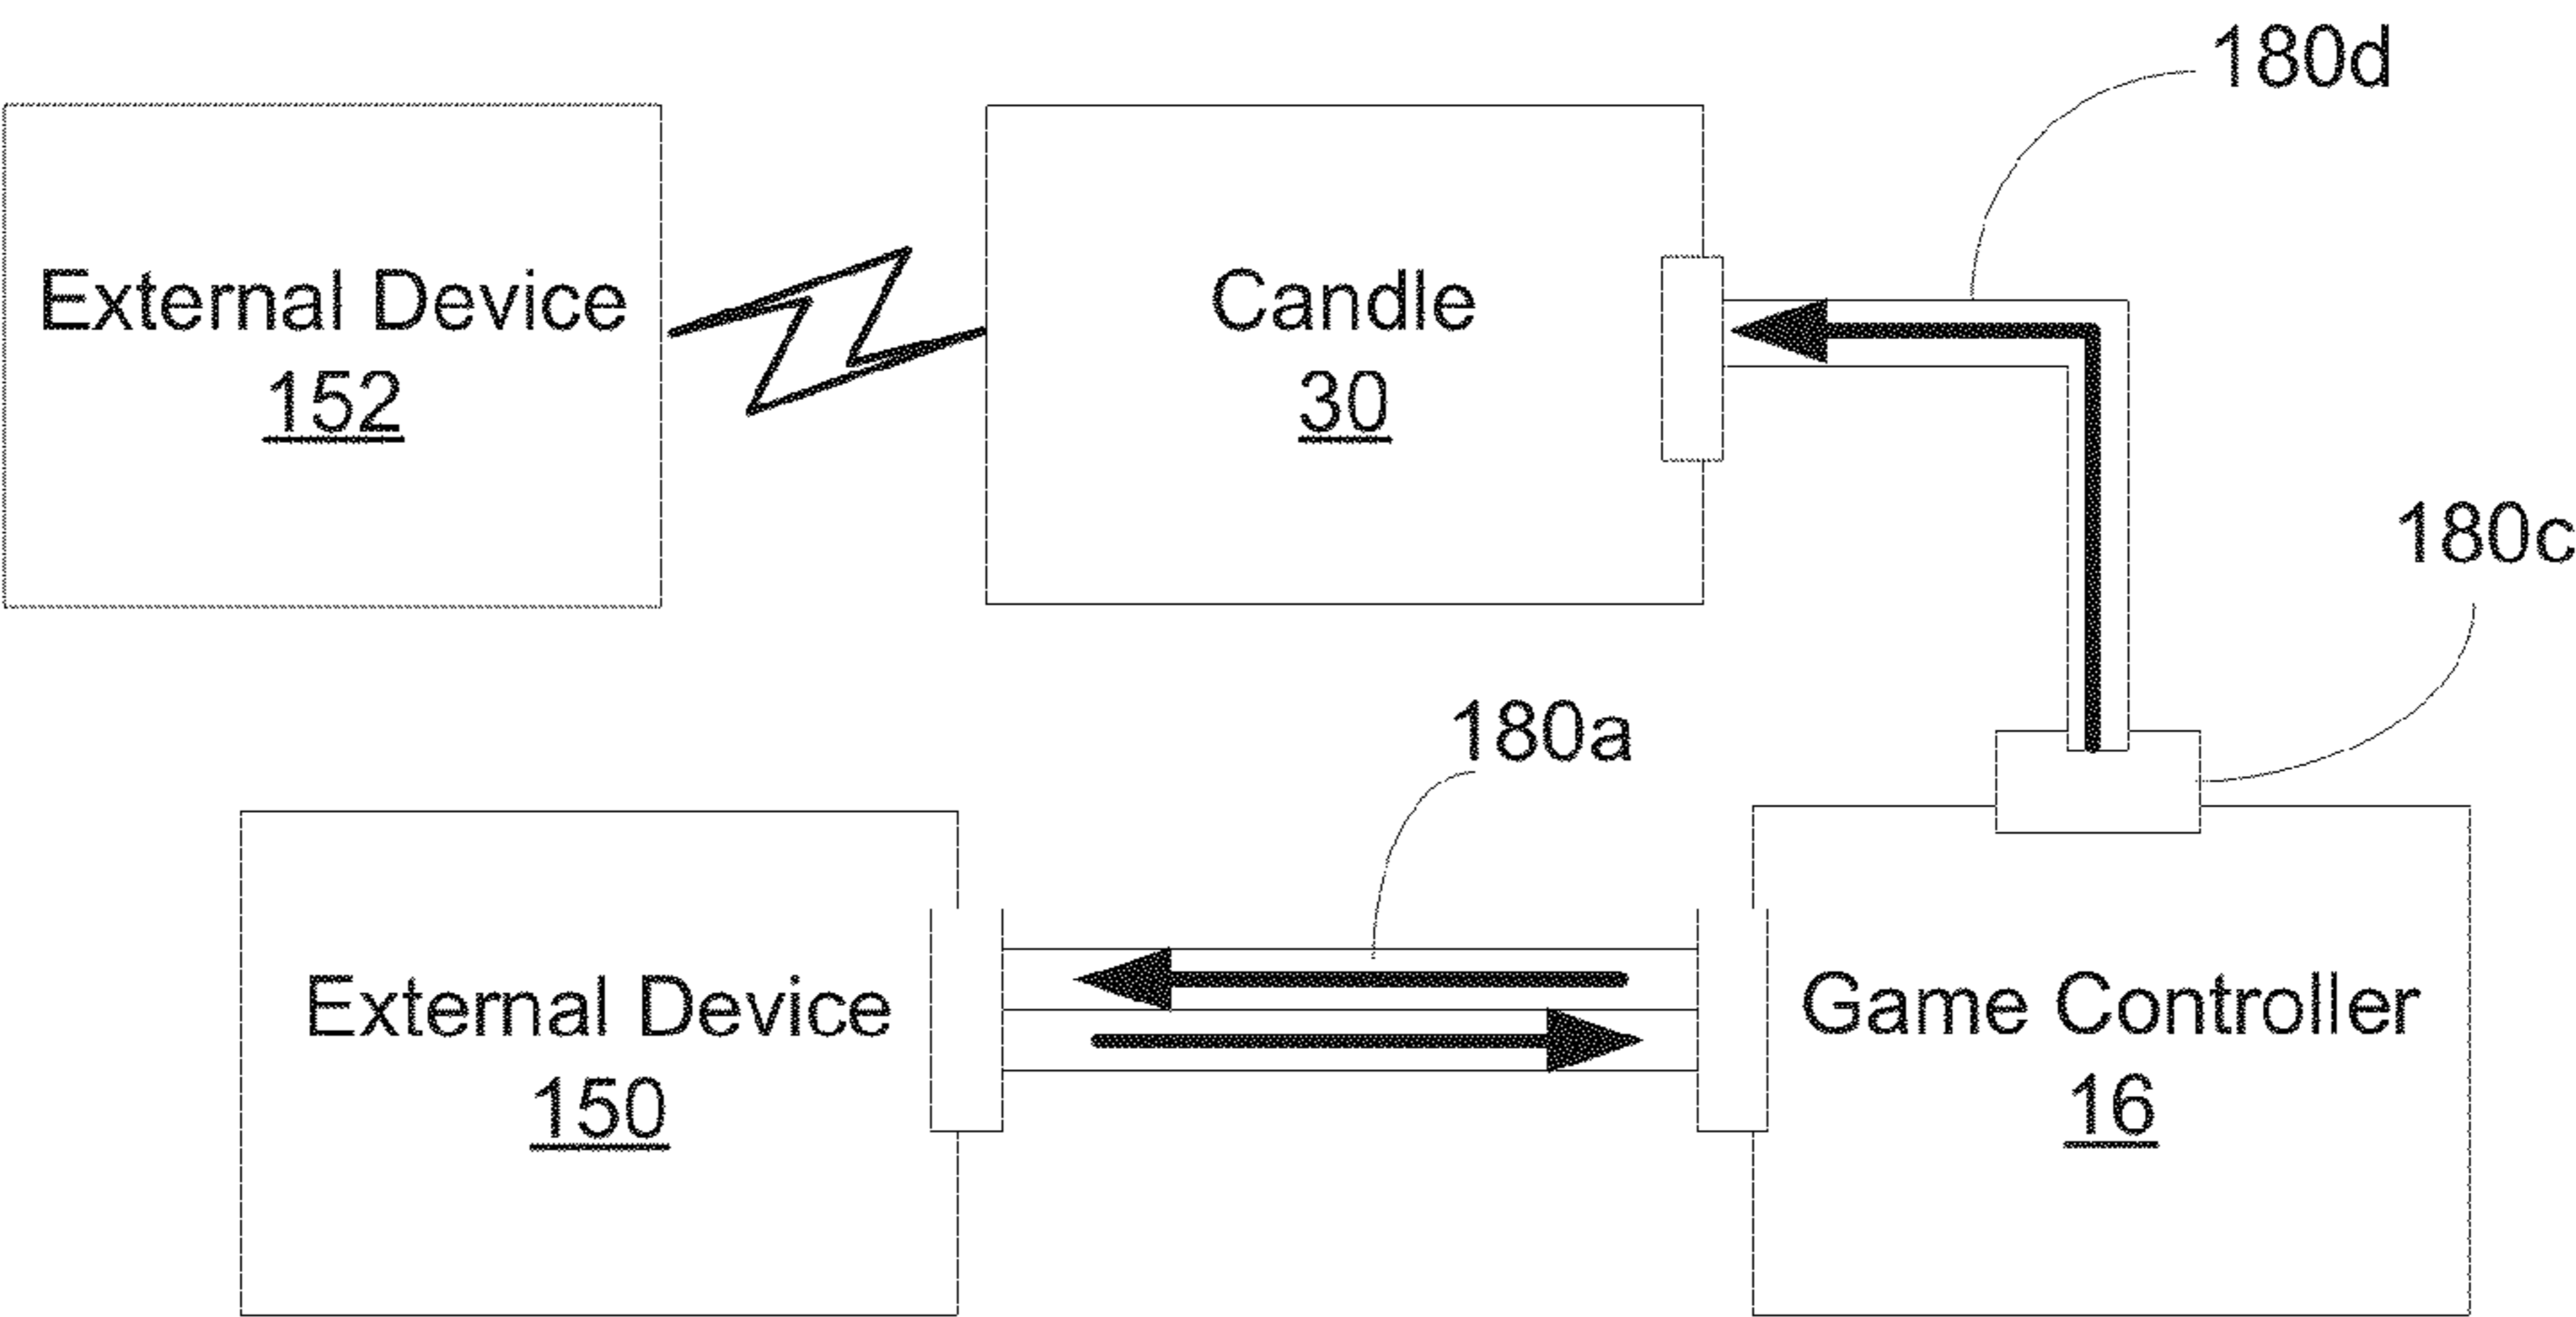 180d
External Device
152
Candle
30
180c
180a
External Device
150
Game Controller
16